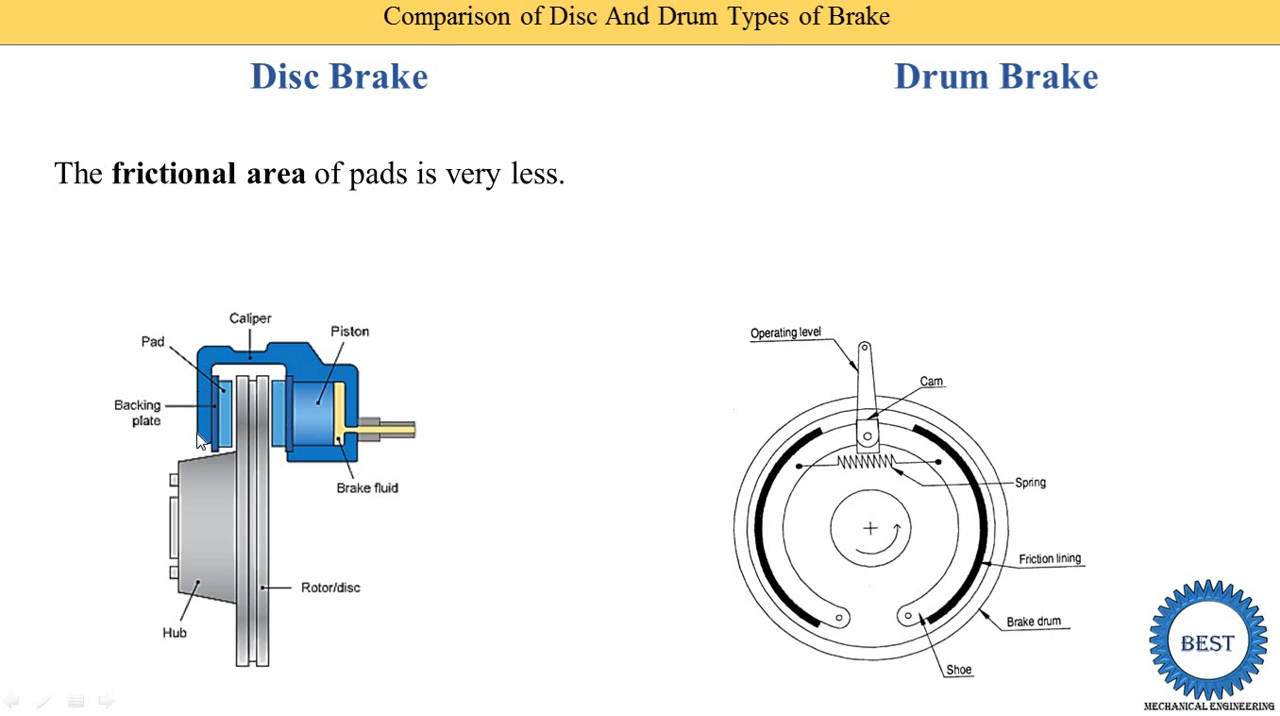 Comparison of Disc And Drum Types of Brake
Disc Brake
Drum Brake
The frictional area of pads is very less.
Caliper
Piston
Pad
Backing
plate
Brake fluid
Rotor/disc
Hub
Operating level
Cam
Spring
Friction lining
Brake drum
Shoe
BEST
MECHANICAL ENGINEERING